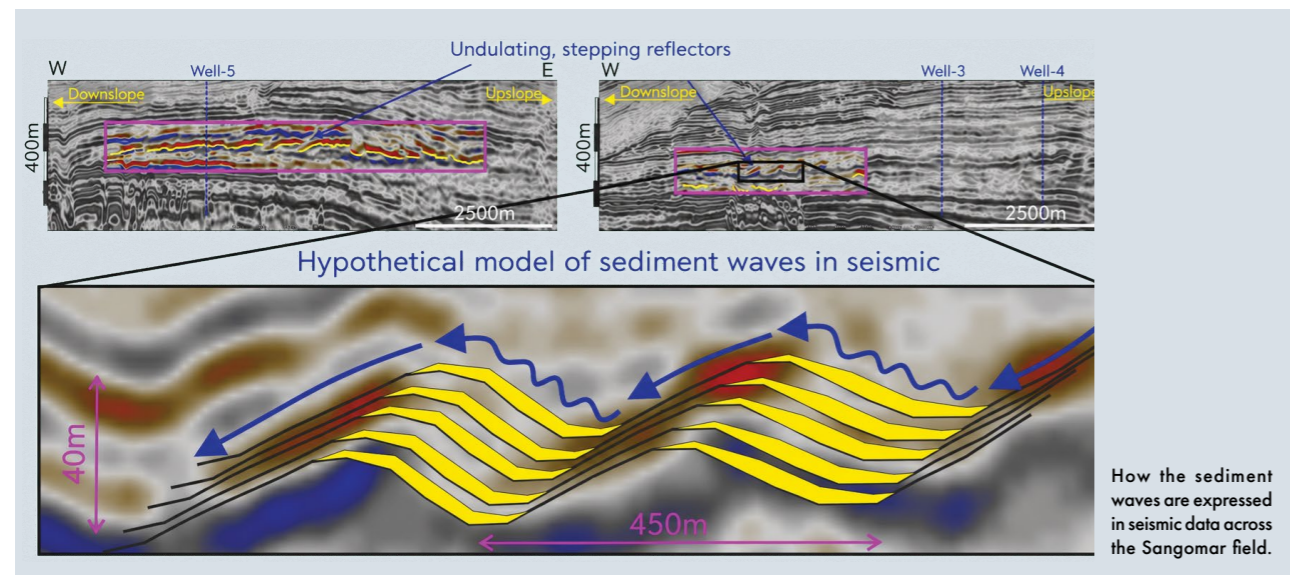 Undulating, stepping reflectors
W
Well-5
E
W
Well-3
Well-4
Downslope
Upslope
Downslope
Upslope
400m
400m
2500m
2500m
Hypothetical model of sediment waves in seismic
40m
450m
How the sediment
waves are expressed
in seismic data across
the Sangomar field.